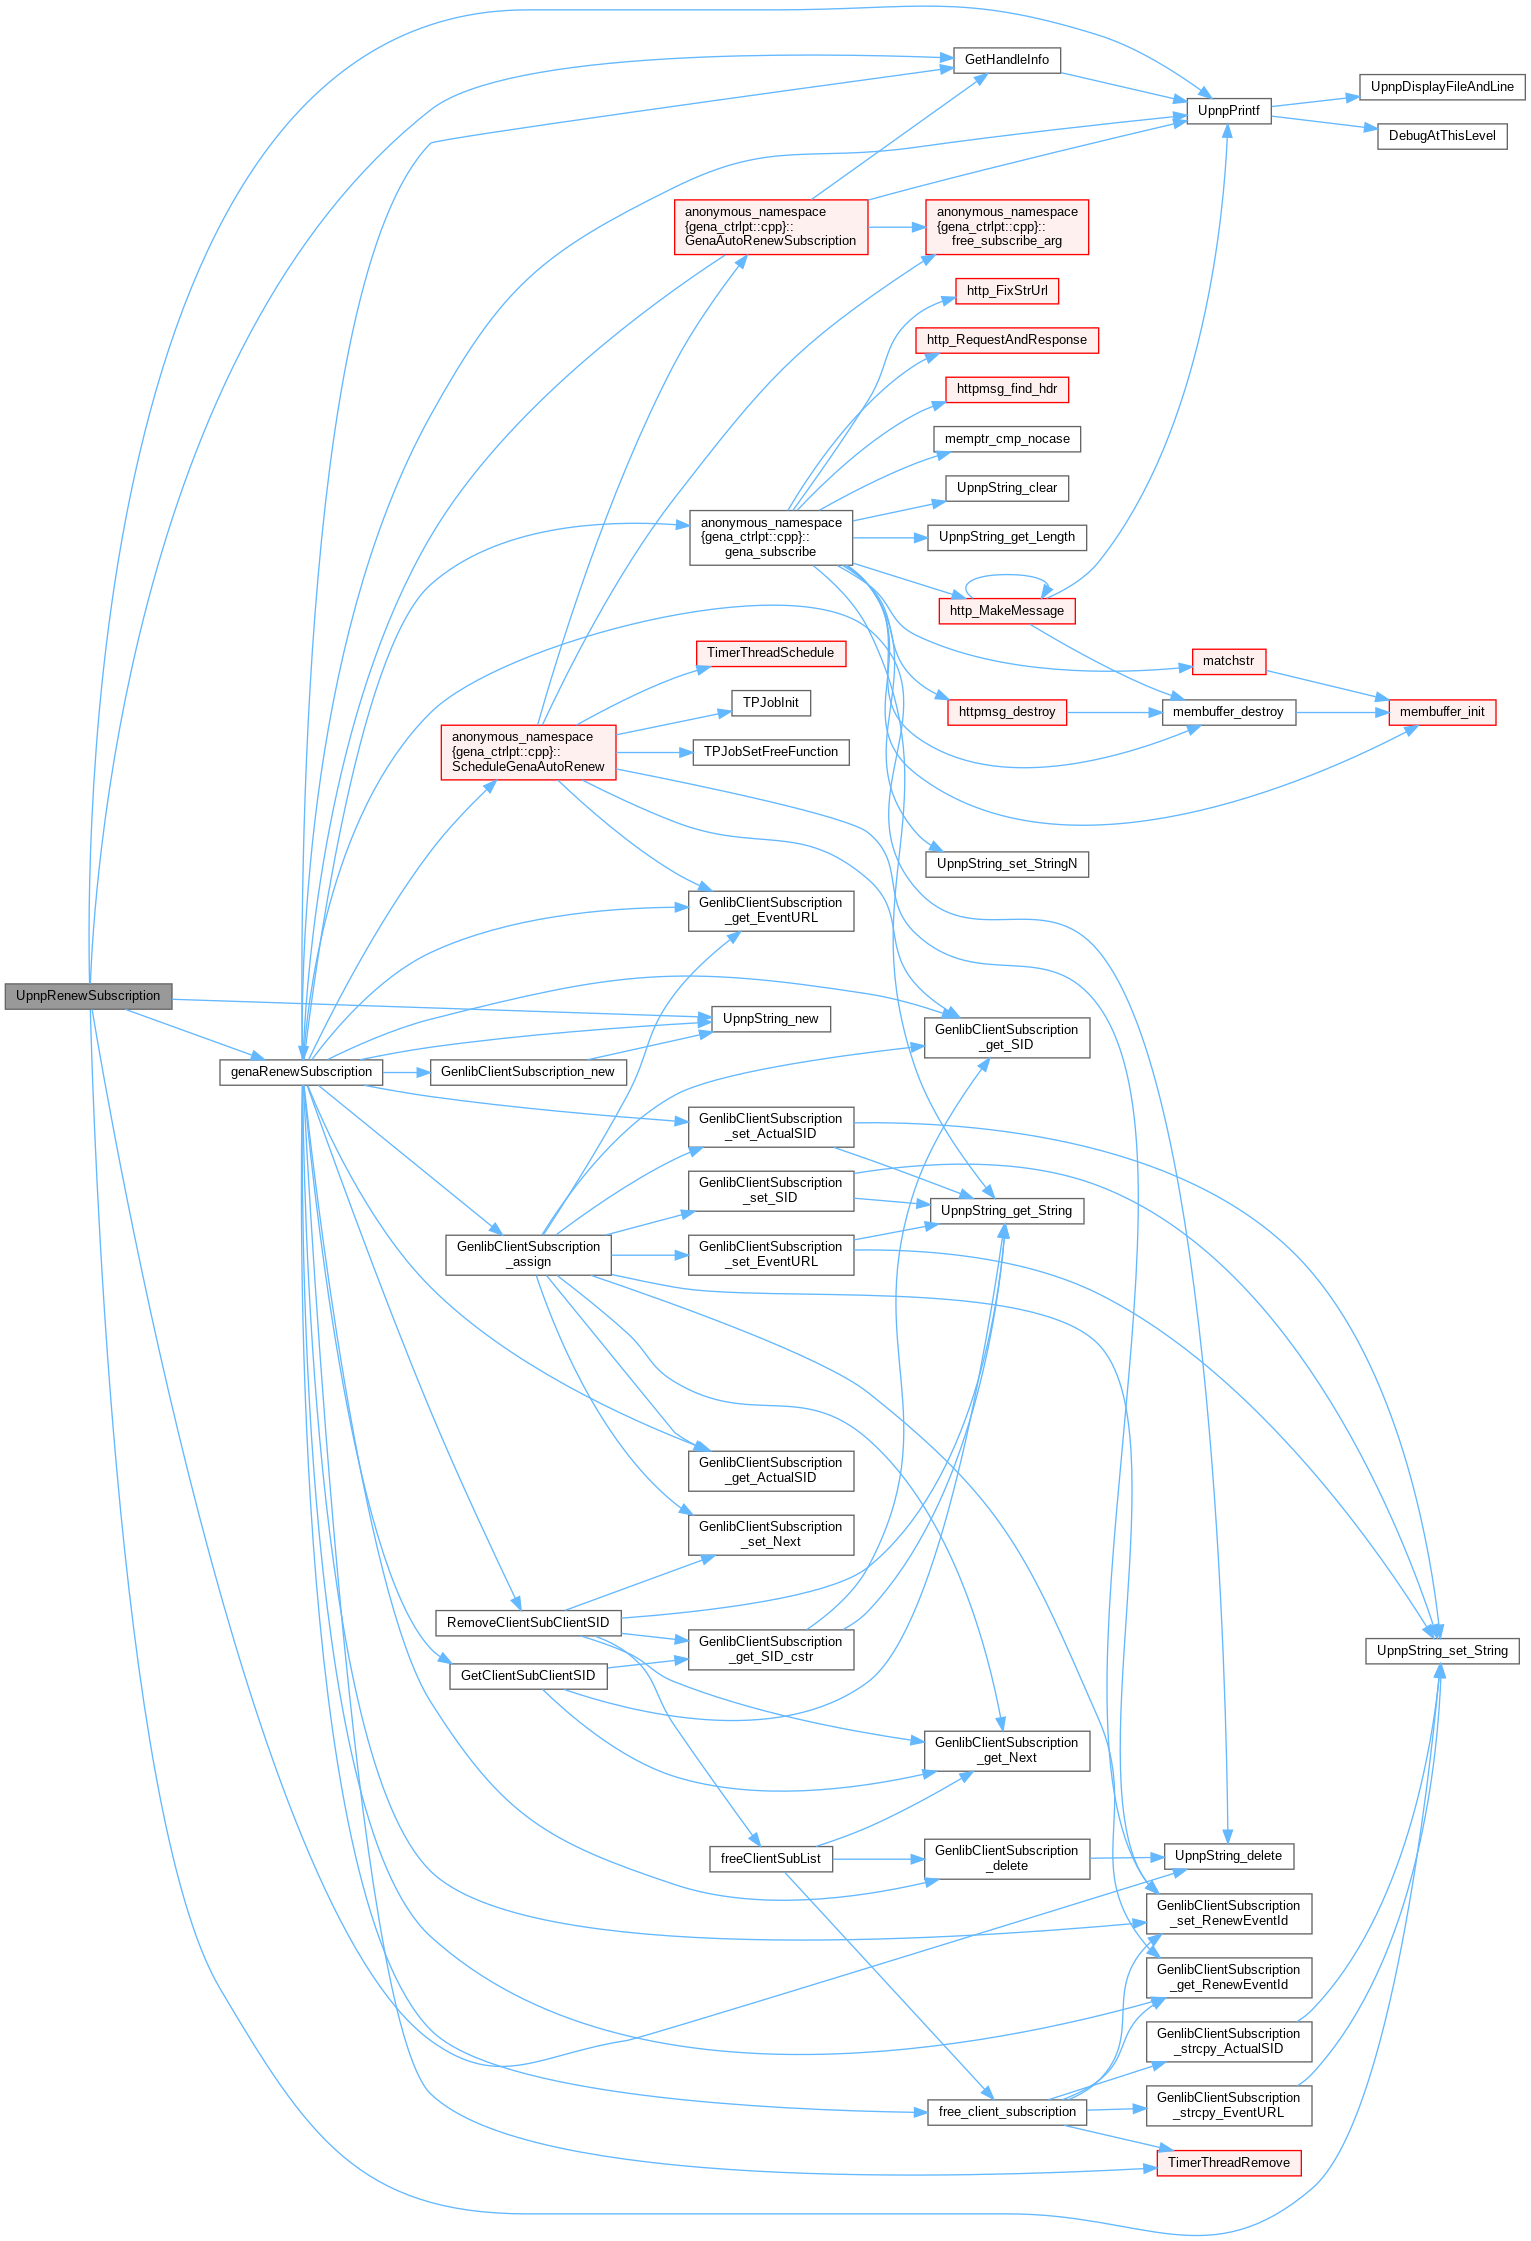 GetHandleInfo
UpnpDisplayFileAndLine
UpnpPrintf
DebugAtThisLevel
anonymous_namespace
{gena_ctrlpt::cpp}::
GenaAutoRenewSubscription
anonymous_namespace
{gena_ctrlpt::cpp}::
free_subscribe_arg
http_FixStrUrl
http_RequestAndResponse
httpmsg_find_hdr
memptr_cmp_nocase
UpnpString_clear
anonymous_namespace
{gena_ctrlpt::cpp}::
gena_subscribe
UpnpString_get_Length
http_MakeMessage
TimerThreadSchedule
matchstr
TPJobInit
httpmsg_destroy
membuffer_destroy
membuffer_init
anonymous_namespace
{gena_ctrlpt::cpp}::
ScheduleGenaAutoRenew
TPJobSetFreeFunction
UpnpString_set_StringN
GenlibClientSubscription
_get_EventURL
UpnpRenewSubscription
UpnpString_new
GenlibClientSubscription
_get_SID
genaRenewSubscription
GenlibClientSubscription_new
GenlibClientSubscription
_set_ActualSID
GenlibClientSubscription
_set_SID
UpnpString_get_String
GenlibClientSubscription
_assign
GenlibClientSubscription
_set_EventURL
GenlibClientSubscription
_get_ActualSID
GenlibClientSubscription
_set_Next
RemoveClientSubClientSID
GenlibClientSubscription
_get_SID_cstr
UpnpString_set_String
GetClientSubClientSID
GenlibClientSubscription
_get_Next
freeClientSubList
GenlibClientSubscription
_delete
UpnpString_delete
GenlibClientSubscription
_set_RenewEventId
GenlibClientSubscription
_get_RenewEventId
GenlibClientSubscription
_strcpy_ActualSID
free_client_subscription
GenlibClientSubscription
_strcpy_EventURL
TimerThreadRemove